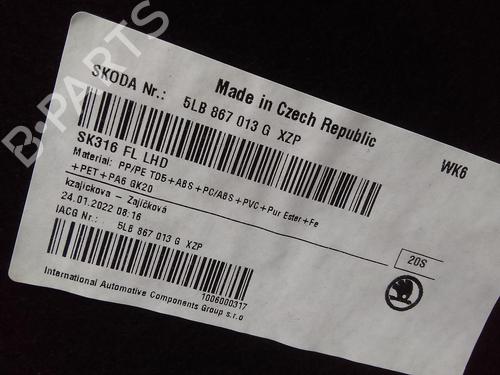 B-PARTS
Made in Czech Republic
SKODA Nr.: 5LB 867 013 G XZP
WK6
SK316 FL LHD
Material: PP/PE TD5+ABS+PC/ABS+PVC+Pur Ester+Fe
+PET+PA6 GK20
kzajickova - Zajíčková
24.01.2022 08:16
20S
IACG Nr.: 5LB 867 013 G XZP
1006000317
International Automotive Components Group s.r.o